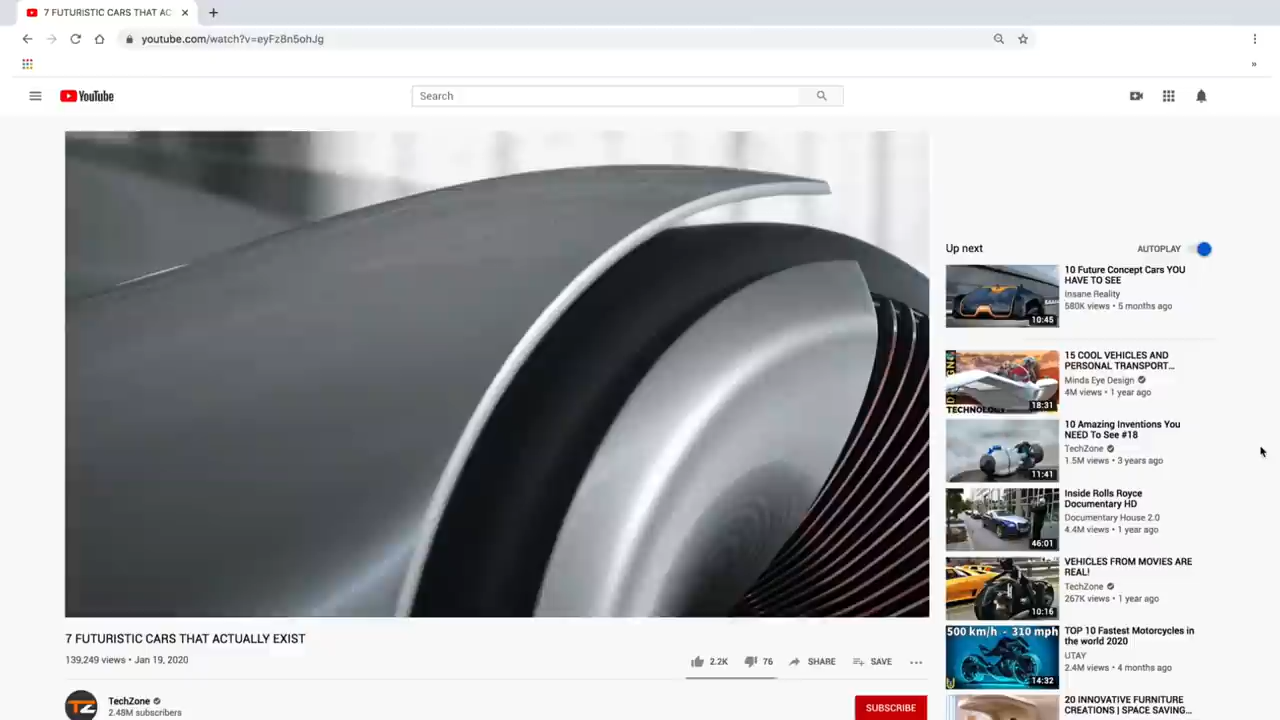 7 FUTURISTIC CARS THAT AC
youtube.com/watch?v=eyFz8n5ohJg
YouTube
Search
Up next
AUTOPLAY
10 Future Concept Cars YOU
HAVE TO SEE
Insane Reality
580K views • 5 months ago
10:45
15 COOL VEHICLES AND
PERSONAL TRANSPORT...
Minds Eye Design
4M views • 1 year ago
18:31
TECHNOLOGY
10 Amazing Inventions You
NEED To See #18
TechZone
1.5M views • 3 years ago
11:41
Inside Rolls Royce
Documentary HD
Documentary House 2.0
4.4M views • 1 year ago
46:01
VEHICLES FROM MOVIES ARE
REAL!
TechZone
267K views • 1 year ago
10:16
500 km/h - 310 mph
TOP 10 Fastest Motorcycles in
the world 2020
UTAY
2.4M views • 4 months ago
14:32
20 INNOVATIVE FURNITURE
CREATIONS | SPACE SAVING...
7 FUTURISTIC CARS THAT ACTUALLY EXIST
139,249 views • Jan 19, 2020
2.2K
76
SHARE
SAVE
TZ
TechZone
2.48M subscribers
SUBSCRIBE